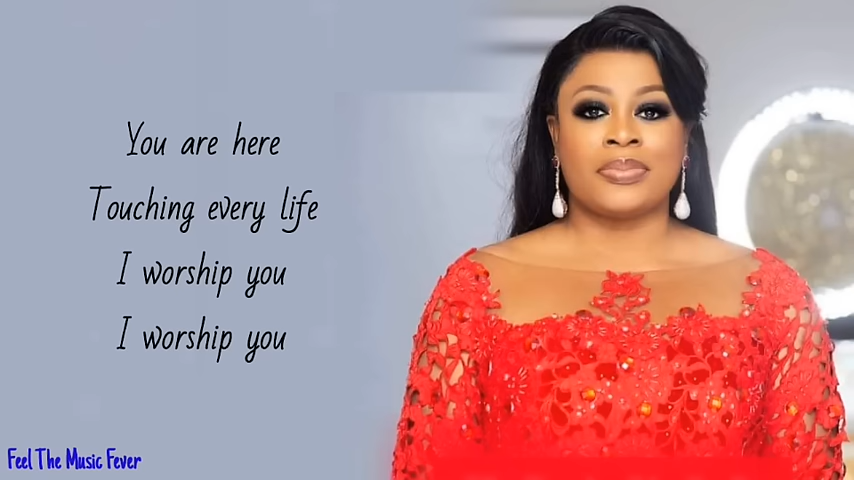 You are here
Touching every life
I worship you
I worship you
Feel The Music Fever